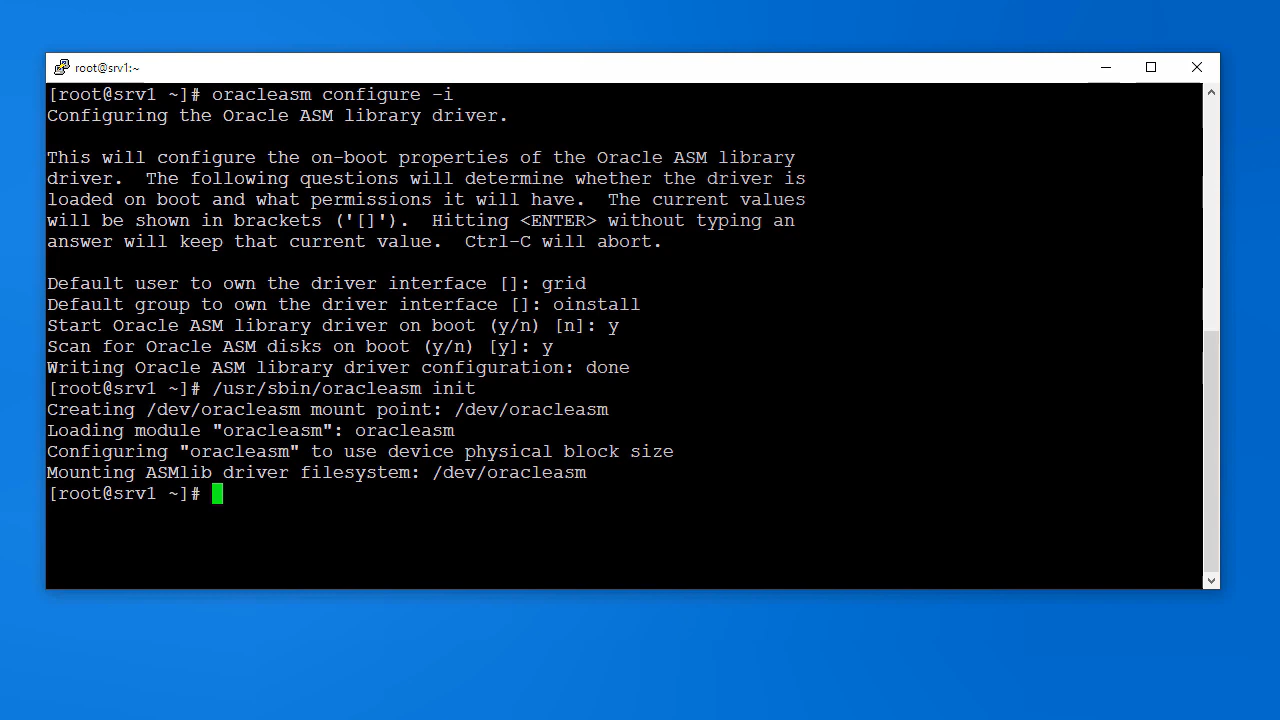 root@srv1:~
[root@srv1 ~]# oracleasm configure -i
Configuring the Oracle ASM library driver.
This will configure the on-boot properties of the Oracle ASM library
driver.  The following questions will determine whether the driver is
loaded on boot and what permissions it will have.  The current values
will be shown in brackets ('[]').  Hitting <ENTER> without typing an
answer will keep that current value.  Ctrl-C will abort.
Default user to own the driver interface []: grid
Default group to own the driver interface []: oinstall
Start Oracle ASM library driver on boot (y/n) [n]: y
Scan for Oracle ASM disks on boot (y/n) [y]: y
Writing Oracle ASM library driver configuration: done
[root@srv1 ~]# /usr/sbin/oracleasm init
Creating /dev/oracleasm mount point: /dev/oracleasm
Loading module "oracleasm": oracleasm
Configuring "oracleasm" to use device physical block size
Mounting ASMlib driver filesystem: /dev/oracleasm
[root@srv1 ~]#